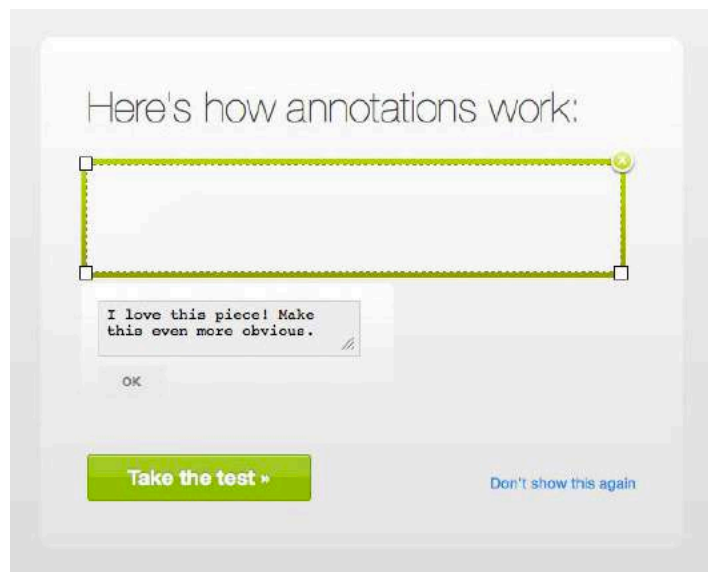 Here's how annotations work:
I love this piece! Make
this even more obvious.
OK
Take the test »
Don't show this again